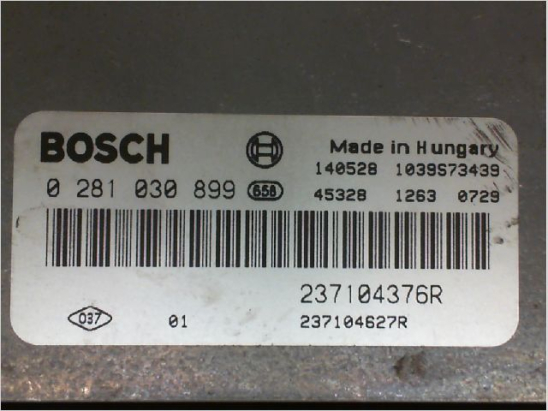 BOSCH
Made in Hungary
140528 1039S73439
0 281 030 899 656
45328 1263 0729
237104376R
037 01 237104627R